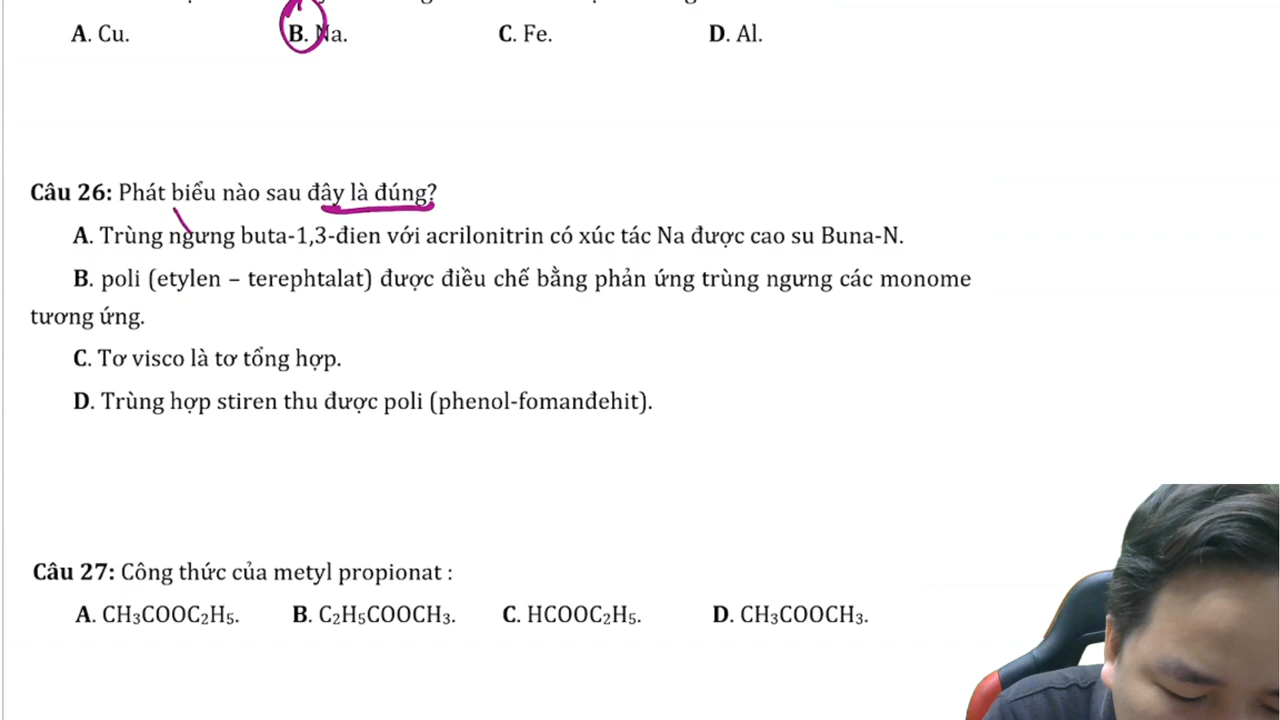 A. Cu. B. Na. C. Fe. D. Al.
Câu 26: Phát biểu nào sau đây là đúng?
A. Trùng ngưng buta-1,3-đien với acrilonitrin có xúc tác Na được cao su Buna-N.
B. poli (etylen – terephtalat) được điều chế bằng phản ứng trùng ngưng các monome
tương ứng.
C. Tơ visco là tơ tổng hợp.
D. Trùng hợp stiren thu được poli (phenol-fomanđehit).
Câu 27: Công thức của metyl propionat :
A. CH₃COOC₂H₅. B. C₂H₅COOCH₃. C. HCOOC₂H₅. D. CH₃COOCH₃.